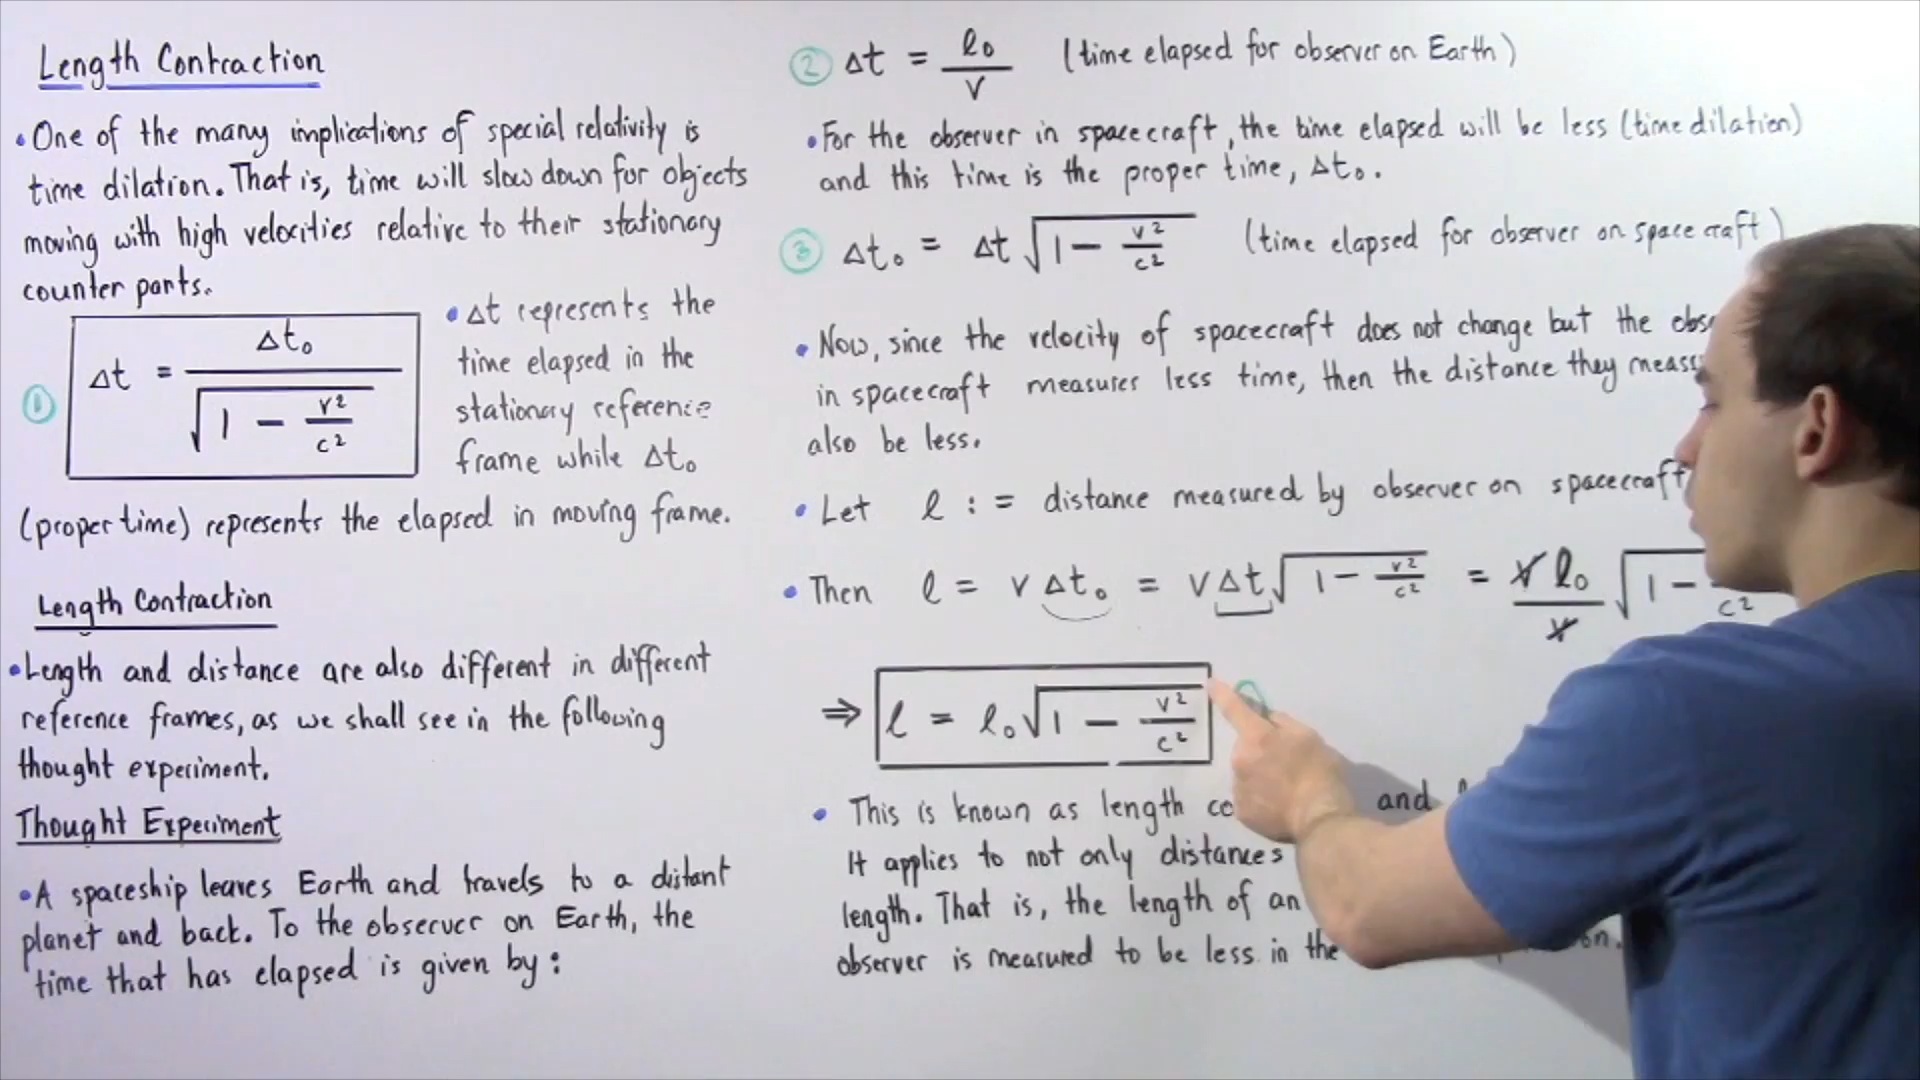 Length Contraction
• One of the many implications of special relativity is
time dilation. That is, time will slow down for objects
moving with high velocities relative to their stationary
counter parts.
① Δt = Δt₀ / √(1 − v²/c²)
• Δt represents the
time elapsed in the
stationary reference
frame while Δt₀
(proper time) represents the elapsed in moving frame.
Length Contraction
• Length and distance are also different in different
reference frames, as we shall see in the following
thought experiment.
Thought Experiment
• A spaceship leaves Earth and travels to a distant
planet and back. To the observer on Earth, the
time that has elapsed is given by:
② Δt = l₀ / v (time elapsed for observer on Earth)
• For the observer in spacecraft, the time elapsed will be less (time dilation)
and this time is the proper time, Δt₀.
③ Δt₀ = Δt √(1 − v²/c²) (time elapsed for observer on space craft)
• Now, since the velocity of spacecraft does not change but the
in spacecraft measures less time, then the distance they
also be less.
• Let l := distance measured by observer on spacecraft
• Then l = v Δt₀ = v Δt √(1 − v²/c²) = v l₀ / v √(1 − c²
⇒ l = l₀ √(1 − v²/c²)
• This is known as length and
It applies to not only distances
length. That is, the length of an
observer is measured to be less in the